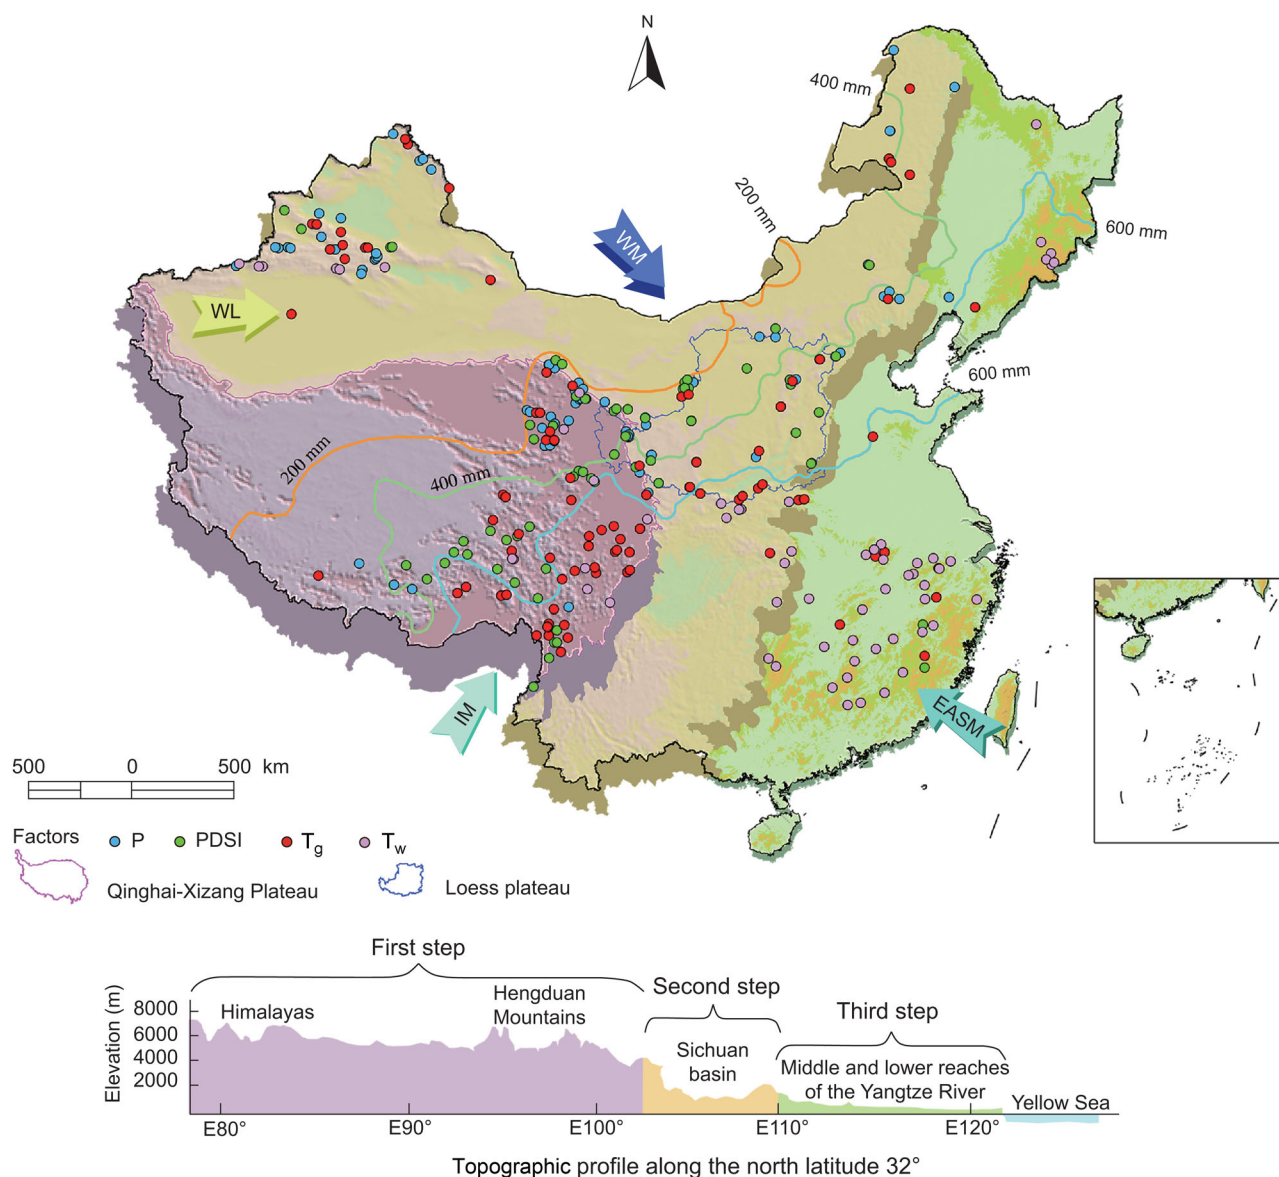 N
400 mm
200 mm
600 mm
WM
WL
600 mm
200 mm
400 mm
IM
EASM
500 0 500 km
Factors P PDSI Tg Tw
Qinghai-Xizang Plateau Loess plateau
First step
Second step
Third step
Elevation (m)
8000
6000
4000
2000
Himalayas
Hengduan
Mountains
Sichuan
basin
Middle and lower reaches
of the Yangtze River
Yellow Sea
E80° E90° E100° E110° E120°
Topographic profile along the north latitude 32°